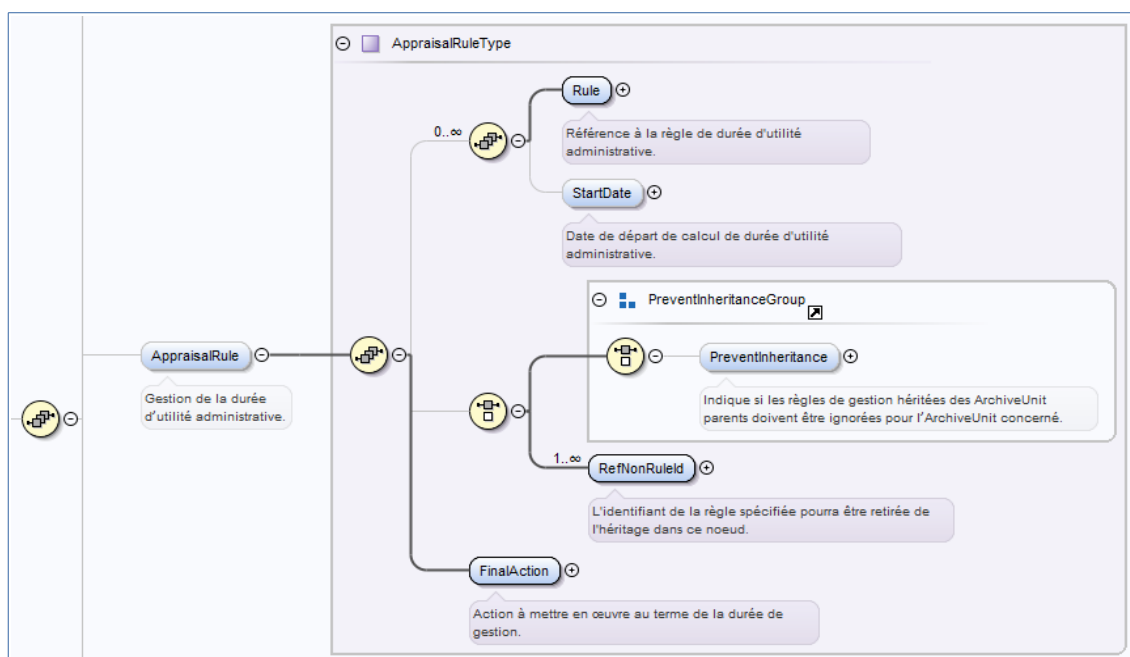 AppraisalRuleType
Rule
0..∞
Référence à la règle de durée d'utilité
administrative.
StartDate
Date de départ de calcul de durée d'utilité
administrative.
PreventInheritanceGroup
AppraisalRule
PreventInheritance
Gestion de la durée
d'utilité administrative.
Indique si les règles de gestion héritées des ArchiveUnit
parents doivent être ignorées pour l'ArchiveUnit concerné.
1..∞
RefNonRuleId
L'identifiant de la règle spécifiée pourra être retirée de
l'héritage dans ce noeud.
FinalAction
Action à mettre en œuvre au terme de la durée de
gestion.